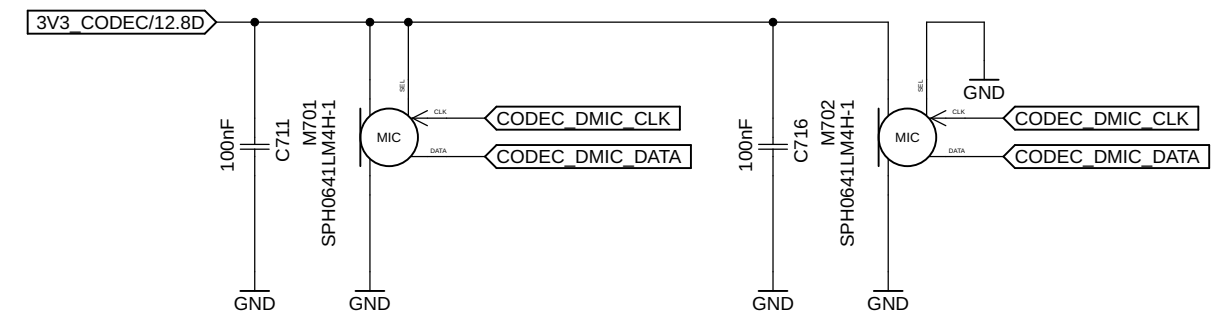 3V3_CODEC/12.8D
100nF
C711
M701
SPH0641LM4H-1
SEL
CLK
DATA
MIC
CODEC_DMIC_CLK
CODEC_DMIC_DATA
GND
GND
100nF
C716
M702
SPH0641LM4H-1
SEL
GND
CLK
DATA
MIC
CODEC_DMIC_CLK
CODEC_DMIC_DATA
GND
GND